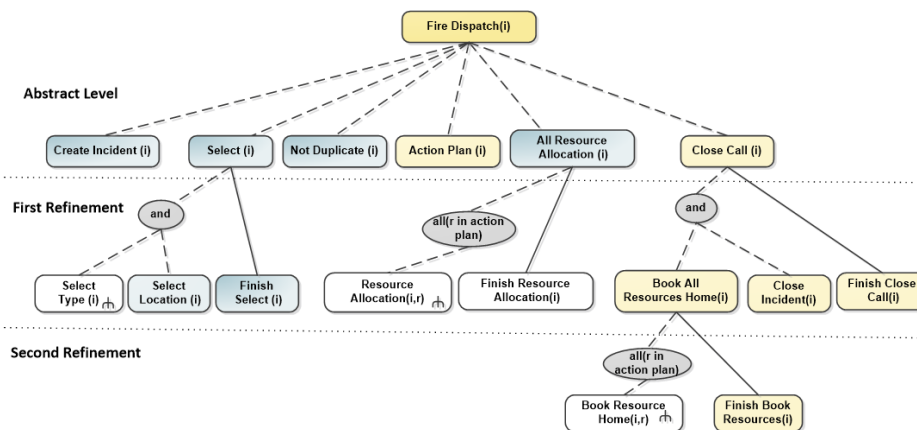 Fire Dispatch(i)
Abstract Level
Create Incident (i)
Select (i)
Not Duplicate (i)
Action Plan (i)
All Resource
Allocation (i)
Close Call (i)
First Refinement
and
all(r in action
plan)
and
Select
Type (i)
Select
Location (i)
Finish
Select (i)
Resource
Allocation(i,r)
Finish Resource
Allocation(i)
Book All
Resources Home(i)
Close
Incident(i)
Finish Close
Call(i)
Second Refinement
all(r in
action plan)
Book Resource
Home(i,r)
Finish Book
Resources(i)